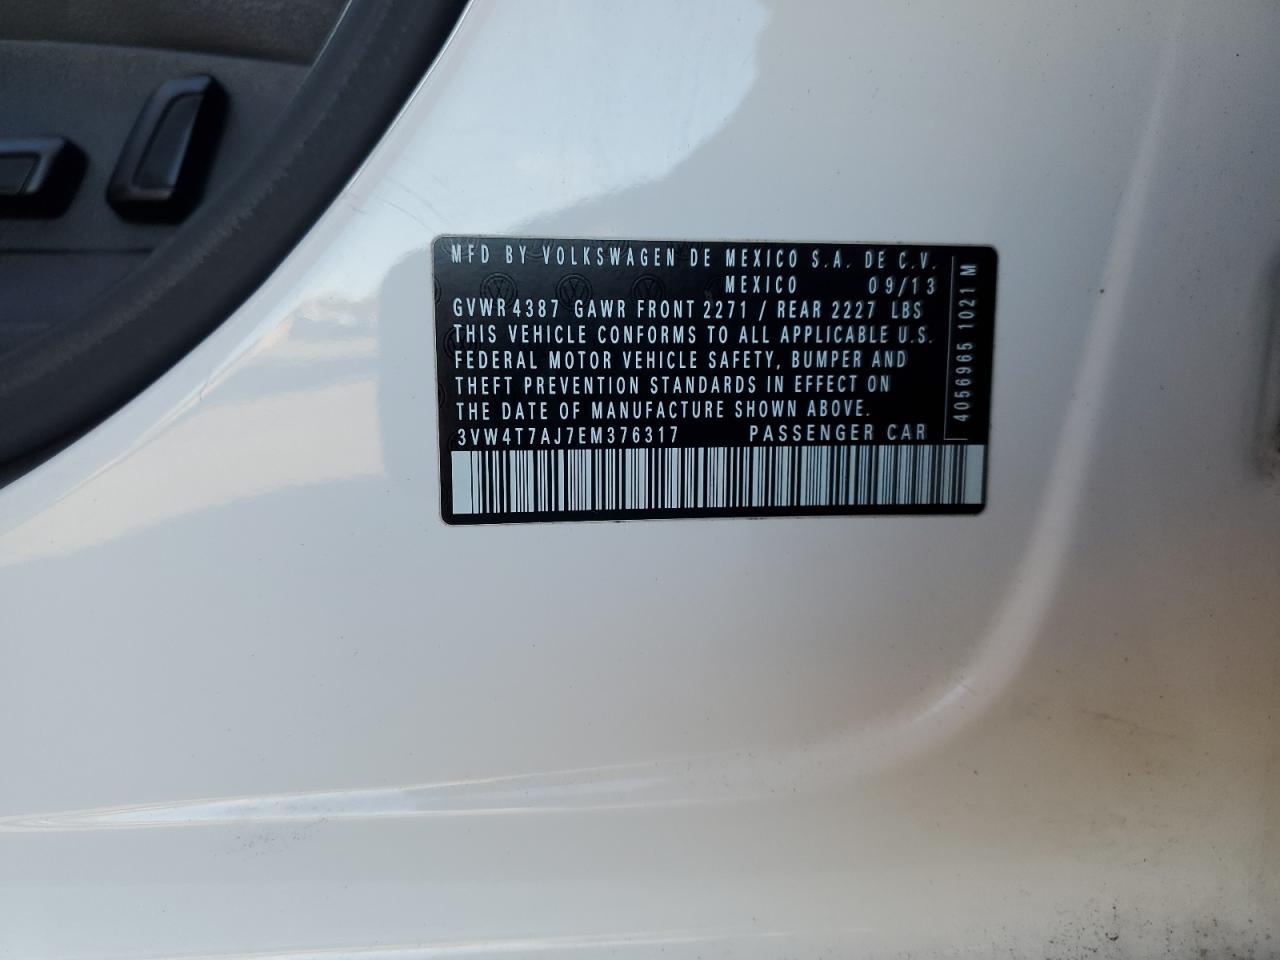 MFD BY VOLKSWAGEN DE MEXICO S.A. DE C.V.
MEXICO 09/13
GVWR 4387 GAWR FRONT 2271 / REAR 2227 LBS
THIS VEHICLE CONFORMS TO ALL APPLICABLE U.S.
FEDERAL MOTOR VEHICLE SAFETY, BUMPER AND
THEFT PREVENTION STANDARDS IN EFFECT ON
THE DATE OF MANUFACTURE SHOWN ABOVE.
3VW4T7AJ7EM376317 PASSENGER CAR
4056965 1021 M